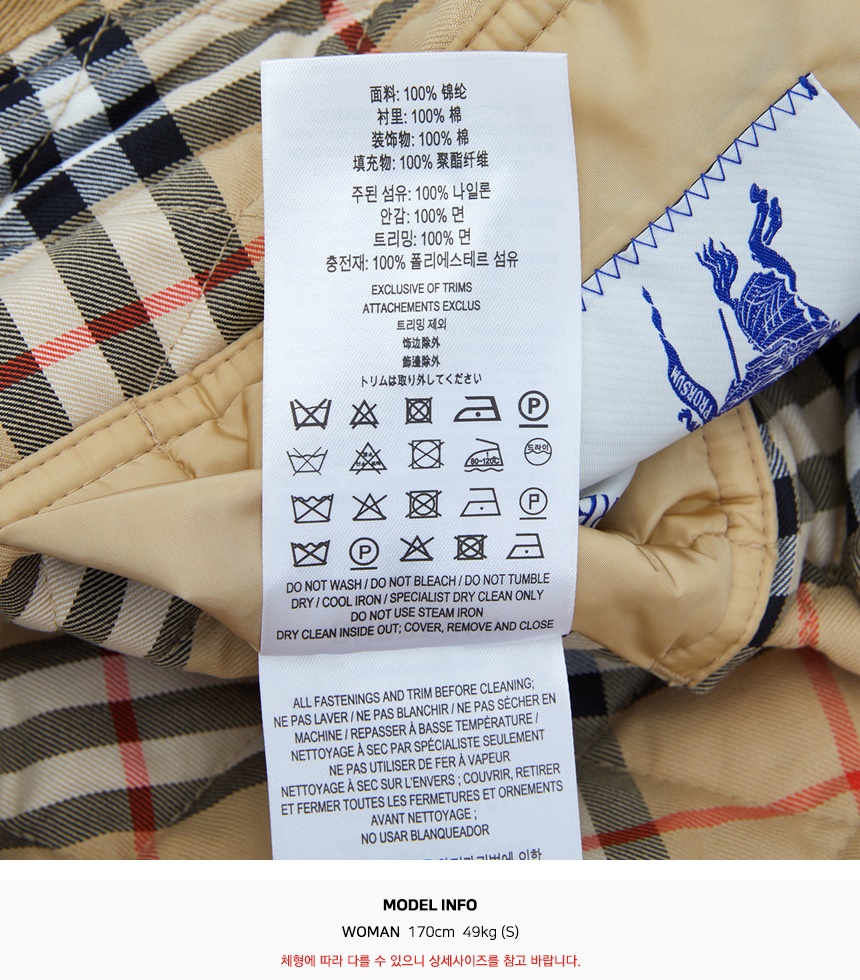 面料: 100% 锦纶
衬里: 100% 棉
装饰物: 100% 棉
填充物: 100% 聚酯纤维
주된 섬유: 100% 나일론
안감: 100% 면
트리밍: 100% 면
충전재: 100% 폴리에스테르 섬유
EXCLUSIVE OF TRIMS
ATTACHEMENTS EXCLUS
트리밍 제외
饰边除外
飾邊除外
トリムは取り外してください
P
80~120℃ 드라이
P
P
DO NOT WASH / DO NOT BLEACH / DO NOT TUMBLE
DRY / COOL IRON / SPECIALIST DRY CLEAN ONLY
DO NOT USE STEAM IRON
DRY CLEAN INSIDE OUT; COVER, REMOVE AND CLOSE
ALL FASTENINGS AND TRIM BEFORE CLEANING;
NE PAS LAVER / NE PAS BLANCHIR / NE PAS SÉCHER EN
MACHINE / REPASSER À BASSE TEMPÉRATURE /
NETTOYAGE À SEC PAR SPÉCIALISTE SEULEMENT
NE PAS UTILISER DE FER À VAPEUR
NETTOYAGE À SEC SUR L'ENVERS ; COUVRIR, RETIRER
ET FERMER TOUTES LES FERMETURES ET ORNEMENTS
AVANT NETTOYAGE ;
NO USAR BLANQUEADOR
PRORSUM
MODEL INFO
WOMAN 170cm 49kg (S)
체형에 따라 다를 수 있으니 상세사이즈를 참고 바랍니다.